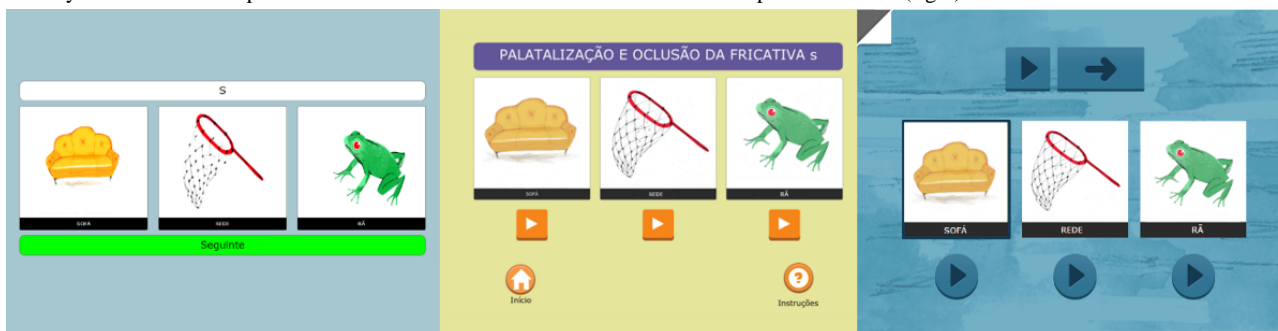 S
SOFÁ
REDE
RÃ
Seguinte
PALATALIZAÇÃO E OCLUSÃO DA FRICATIVA s
SOFÁ
REDE
RÃ
Início
Instruções
SOFÁ
REDE
RÃ